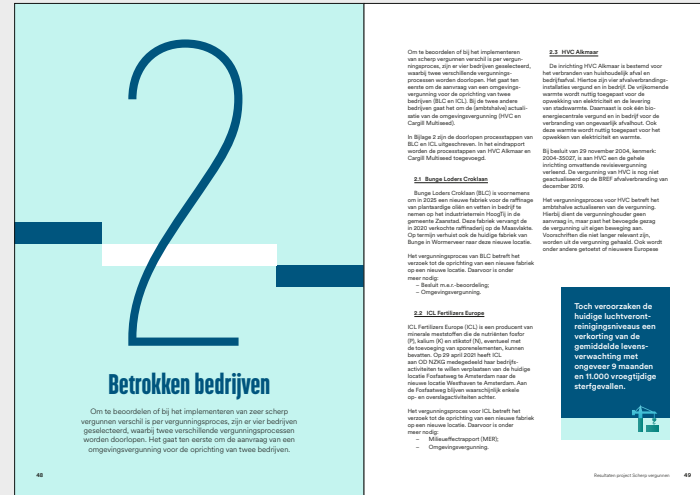 2
Betrokken bedrijven
Om te beoordelen of bij het implementeren van zeer scherp
vergunnen verschil is per vergunningsproces, zijn er vier bedrijven
geselecteerd, waarbij twee verschillende vergunningsprocessen
worden doorlopen. Het gaat ten eerste om de aanvraag van een
omgevingsvergunning voor de oprichting van twee bedrijven.
48
Om te beoordelen of bij het implementeren
van scherp vergunnen verschil is per vergun-
ningsproces, zijn er vier bedrijven geselecteerd,
waarbij twee verschillende vergunnings-
processen worden doorlopen. Het gaat ten
eerste om de aanvraag van een omgevings-
vergunning voor de oprichting van twee
bedrijven (BLC en ICL). Bij de twee andere
bedrijven gaat het om de (ambtshalve) actuali-
satie van de omgevingsvergunning (HVC en
Cargill Multiseed).
In Bijlage 2 zijn de doorlopen processtappen van
BLC en ICL uitgeschreven. In het eindrapport
worden de processtappen van HVC Alkmaar en
Cargill Multiseed toegevoegd.
2.1 Bunge Loders Croklaan
Bunge Loders Croklaan (BLC) is voornemens
om in 2025 een nieuwe fabriek voor de raffinage
van plantaardige oliën en vetten in bedrijf te
nemen op het industrieterrein HoogTij in de
gemeente Zaanstad. Deze fabriek vervangt de
in 2020 verkochte raffinaderij op de Maasvlakte.
Op termijn verhuist ook de huidige fabriek van
Bunge in Wormerveer naar deze nieuwe locatie.
Het vergunningsproces van BLC betreft het
verzoek tot de oprichting van een nieuwe fabriek
op een nieuwe locatie. Daarvoor is onder
meer nodig:
– Besluit m.e.r.-beoordeling;
– Omgevingsvergunning.
2.2 ICL Fertilizers Europe
ICL Fertilizers Europe (ICL) is een producent van
minerale meststoffen die de nutriënten fosfor
(P), kalium (K) en stikstof (N), eventueel met
de toevoeging van sporenelementen, kunnen
bevatten. Op 29 april 2021 heeft ICL
aan OD NZKG medegedeeld haar bedrijfs-
activiteiten te willen verplaatsen van de huidige
locatie Fosfaatweg te Amsterdam naar de
nieuwe locatie Westhaven te Amsterdam. Aan
de Fosfaatweg blijven waarschijnlijk enkele
op- en overslagactiviteiten achter.
Het vergunningsproces voor ICL betreft het
verzoek tot de oprichting van een nieuwe fabriek
op een nieuwe locatie. Daarvoor is onder
meer nodig:
– Milieueffectrapport (MER);
– Omgevingsvergunning.
2.3 HVC Alkmaar
De inrichting HVC Alkmaar is bestemd voor
het verbranden van huishoudelijk afval en
bedrijfsafval. Hiertoe zijn vier afvalverbrandings-
installaties vergund en in bedrijf. De vrijkomende
warmte wordt nuttig toegepast voor de
opwekking van elektriciteit en de levering
van stadswarmte. Daarnaast is ook één bio-
energiecentrale vergund en in bedrijf voor de
verbranding van ongevaarlijk afvalhout. Ook
deze warmte wordt nuttig toegepast voor het
opwekken van elektriciteit en warmte.
Bij besluit van 29 november 2004, kenmerk:
2004-35027, is aan HVC een de gehele
inrichting omvattende revisievergunning
verleend. De vergunning van HVC is nog niet
geactualiseerd op de BREF afvalverbranding van
december 2019.
Het vergunningsproces voor HVC betreft het
ambtshalve actualiseren van de vergunning.
Hierbij dient de vergunninghouder geen
aanvraag in, maar past het bevoegde gezag
de vergunning uit eigen beweging aan.
Voorschriften die niet langer relevant zijn,
worden uit de vergunning gehaald. Ook wordt
onder andere getoetst of nieuwere Europese
Toch veroorzaken de
huidige luchtveront-
reinigingsniveaus een
verkorting van de
gemiddelde levens-
verwachting met
ongeveer 9 maanden
en 11.000 vroegtijdige
sterfgevallen.
Resultaten project Scherp vergunnen 49